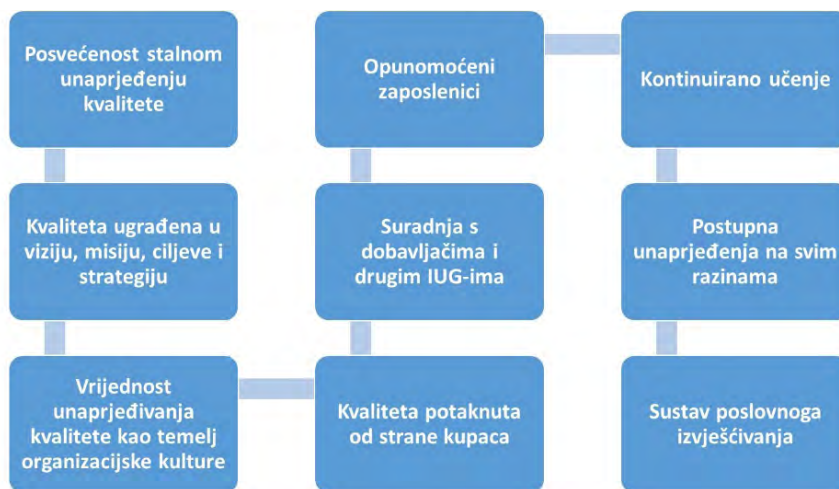 Posvećenost stalnom
unaprjeđenju
kvalitete
Kvaliteta ugrađena u
viziju, misiju, ciljeve i
strategiju
Vrijednost
unaprjeđivanja
kvalitete kao temelj
organizacijske kulture
Kvaliteta potaknuta
od strane kupaca
Suradnja s
dobavljačima i
drugim IUG-ima
Opunomoćeni
zaposlenici
Kontinuirano učenje
Postupna
unaprjeđenja na svim
razinama
Sustav poslovnoga
izvješćivanja